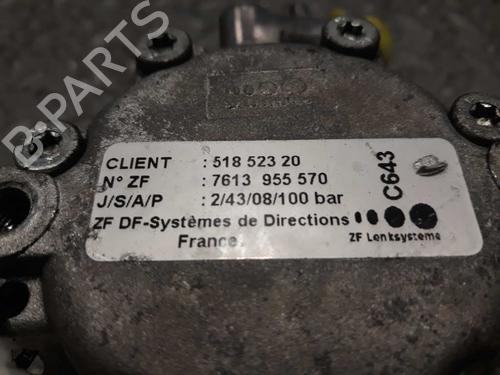 B-PARTS
CLIENT : 518 523 20
N° ZF : 7613 955 570
J/S/A/P : 2/43/08/100 bar
ZF DF-Systèmes de Directions
France.
C643
ZF Lenksysteme